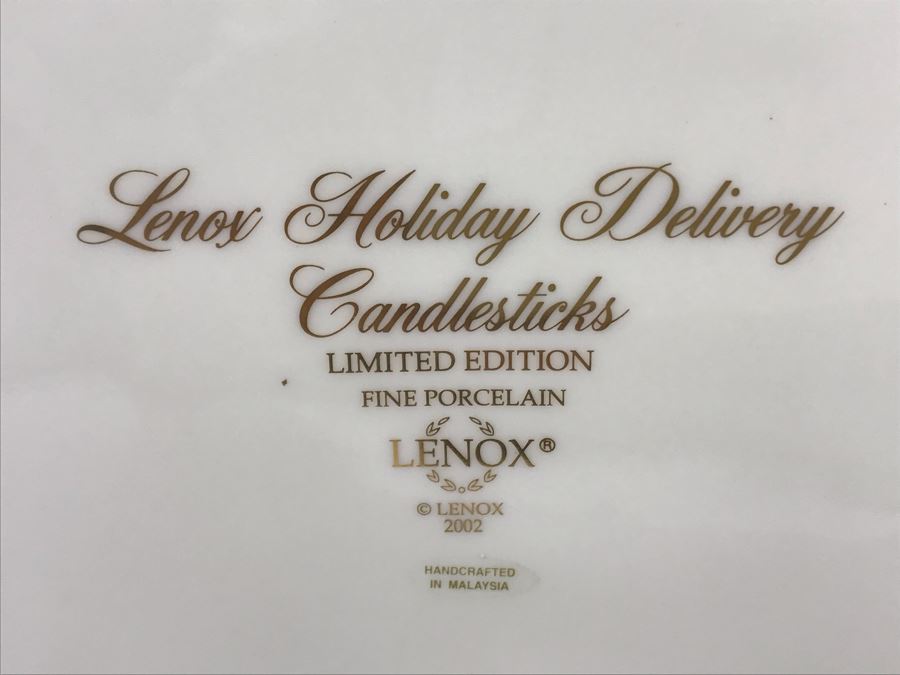 Lenox Holiday Delivery
Candlesticks
LIMITED EDITION
FINE PORCELAIN
LENOX®
© LENOX
2002
HANDCRAFTED
IN MALAYSIA